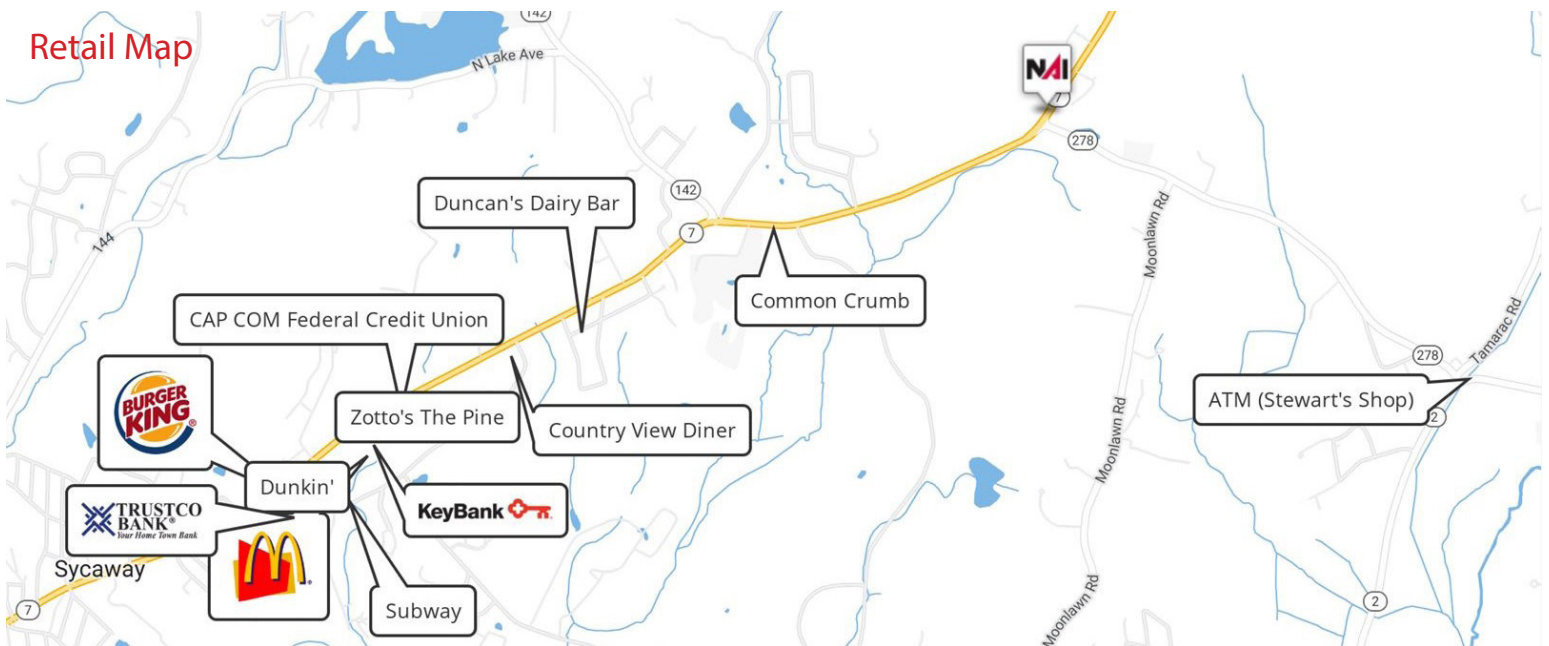 Retail Map
142
N Lake Ave
NAI
7
278
142
Duncan's Dairy Bar
7
Moonlawn Rd
144
Common Crumb
CAP COM Federal Credit Union
Tamarac Rd
278
BURGER
KING
®
Zotto's The Pine
Country View Diner
ATM (Stewart's Shop)
2
Moonlawn Rd
Dunkin'
KeyBank
TRUSTCO
BANK®
Your Home Town Bank
Sycaway
7
Subway
Moonlawn Rd
2